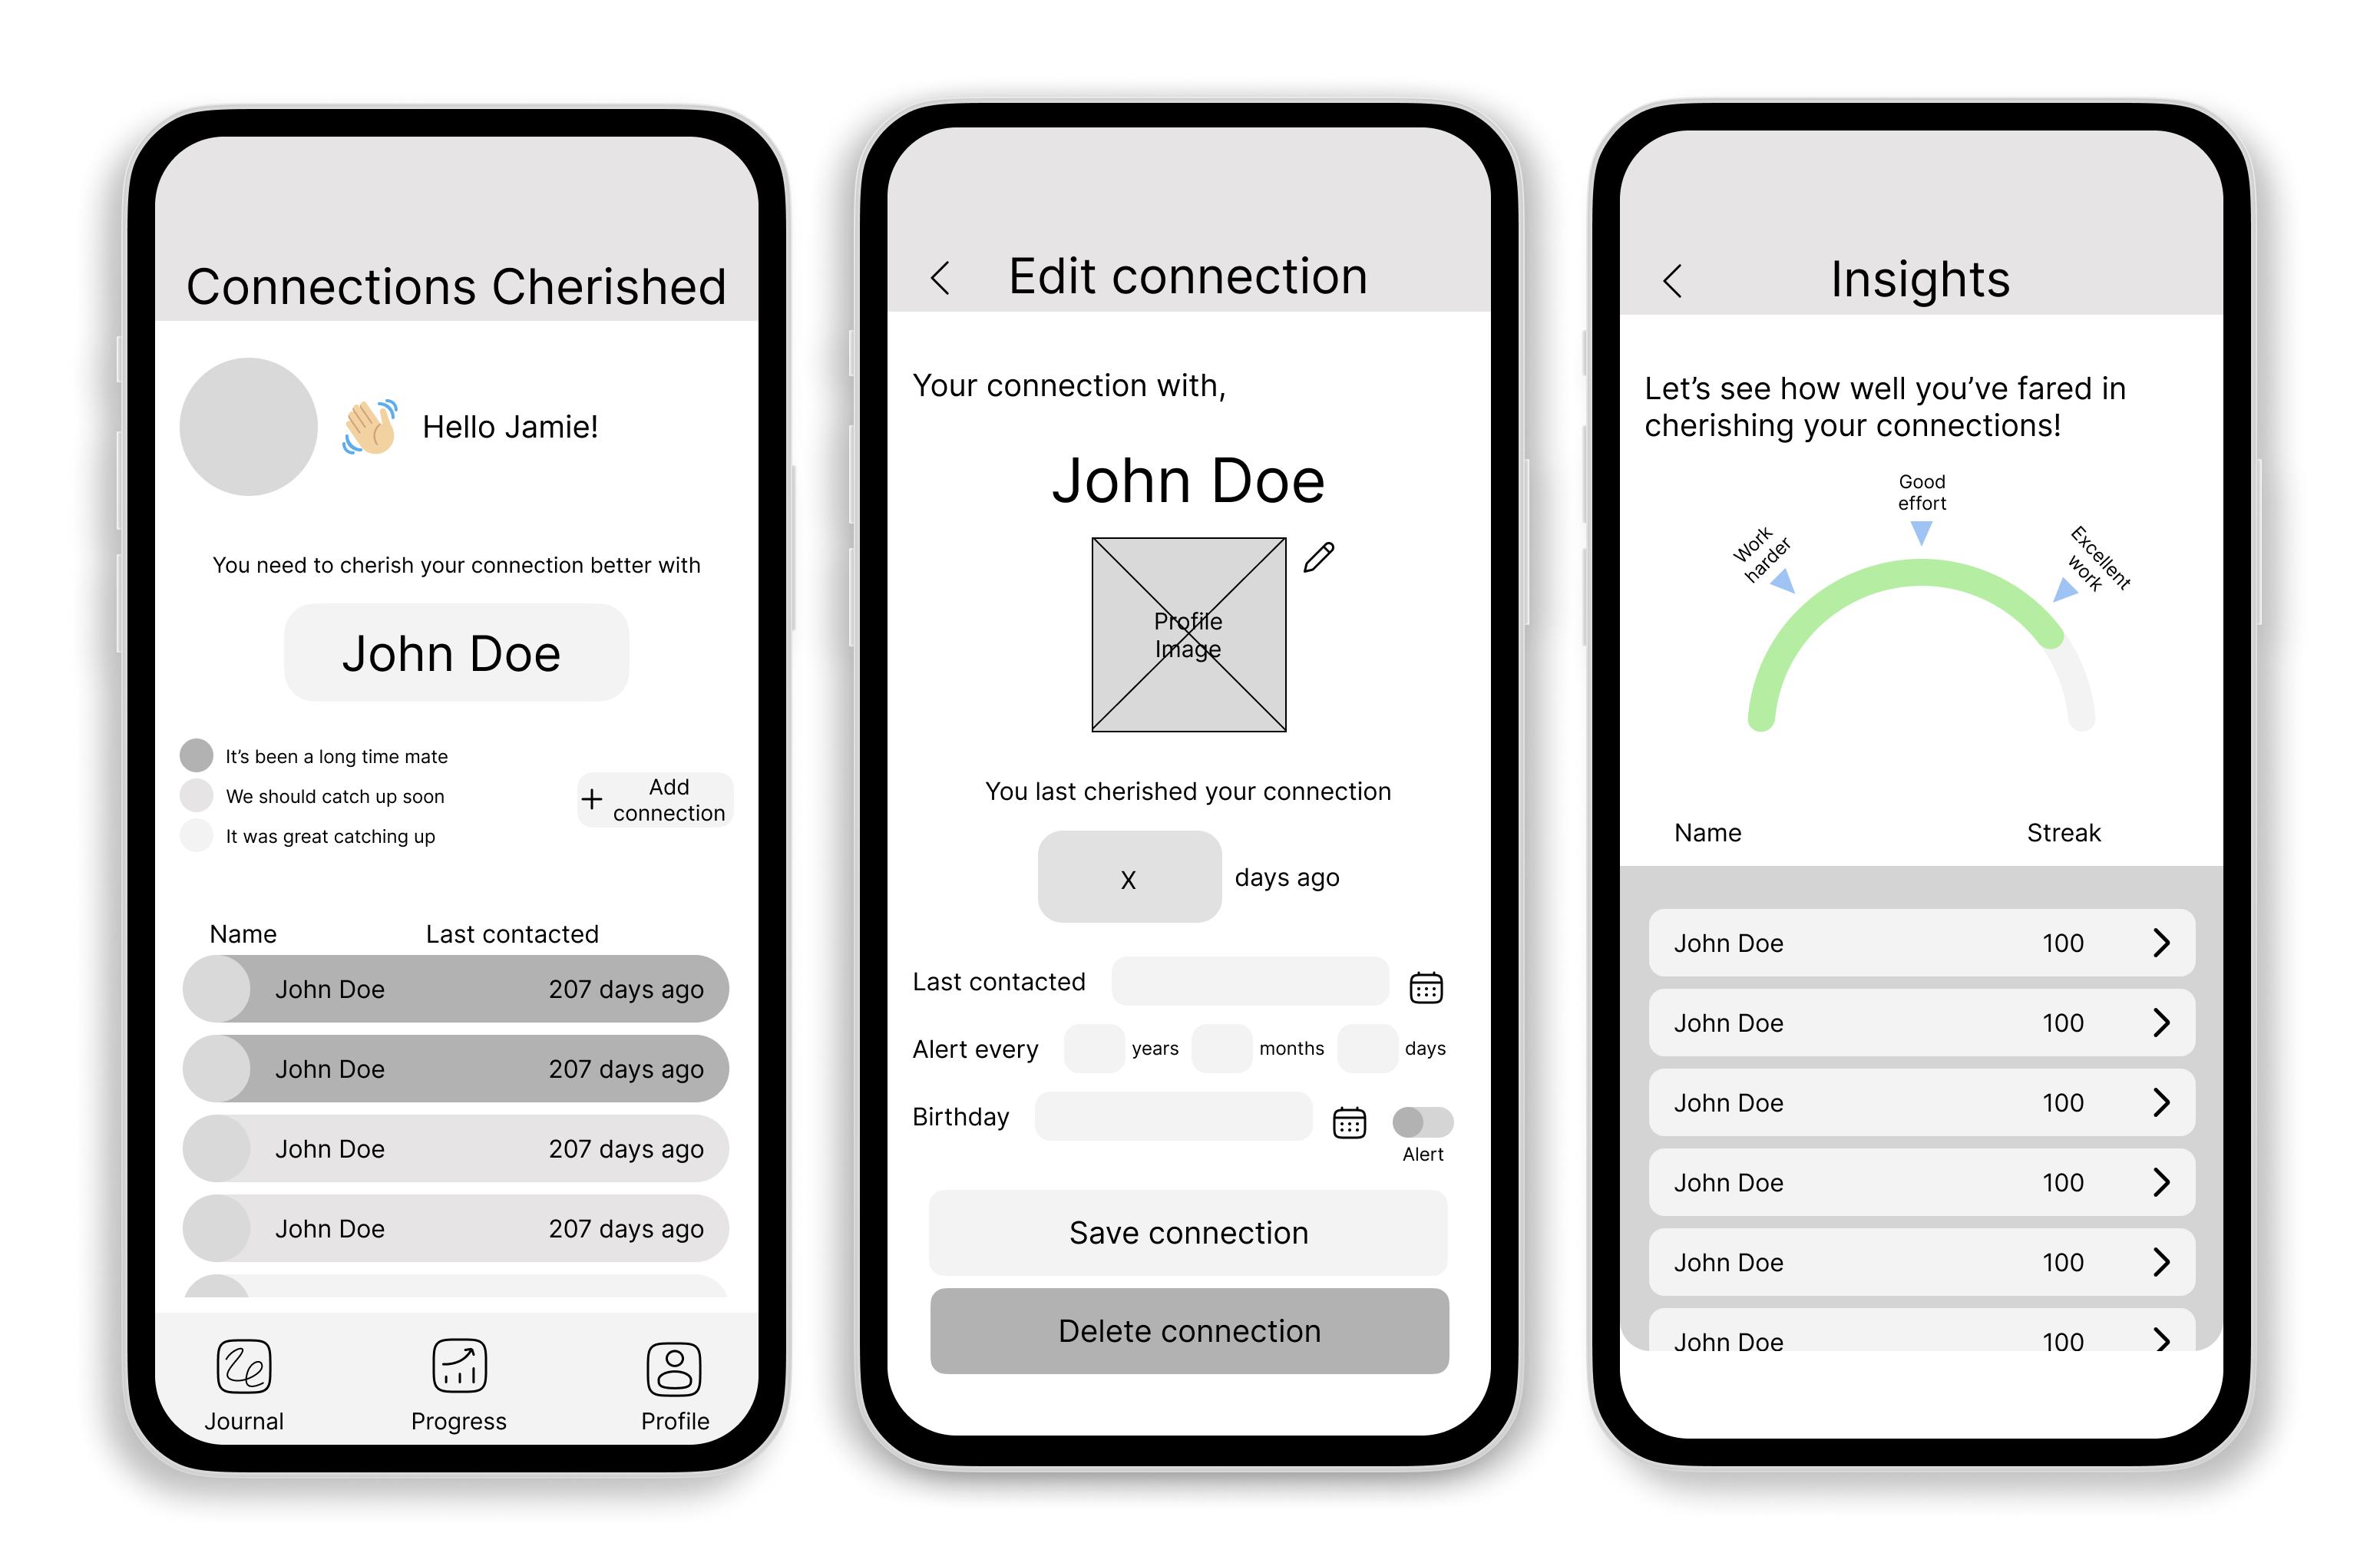 Connections Cherished
Hello Jamie!
You need to cherish your connection better with
John Doe
It’s been a long time mate
We should catch up soon
It was great catching up
Add
connection
Name Last contacted
John Doe 207 days ago
John Doe 207 days ago
John Doe 207 days ago
John Doe 207 days ago
Journal Progress Profile
Edit connection
Your connection with,
John Doe
Profile
Image
You last cherished your connection
x days ago
Last contacted
Alert every years months days
Birthday
Alert
Save connection
Delete connection
Insights
Let’s see how well you’ve fared in
cherishing your connections!
Work
harder
Good
effort
Excellent
work
Name Streak
John Doe 100
John Doe 100
John Doe 100
John Doe 100
John Doe 100
John Doe 100